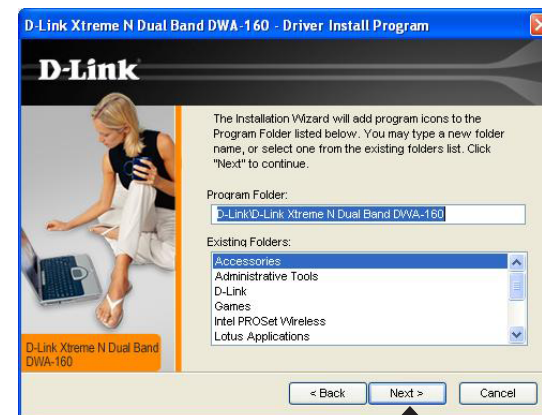 D-Link Xtreme N Dual Band DWA-160 - Driver Install Program
D-Link
The Installation Wizard will add program icons to the
Program Folder listed below. You may type a new folder
name, or select one from the existing folders list. Click
"Next" to continue.
Program Folder:
D-Link\D-Link Xtreme N Dual Band DWA-160
Existing Folders:
Accessories
Administrative Tools
D-Link
Games
Intel PROSet Wireless
Lotus Applications
D-Link Xtreme N Dual Band
DWA-160
< Back
Next >
Cancel